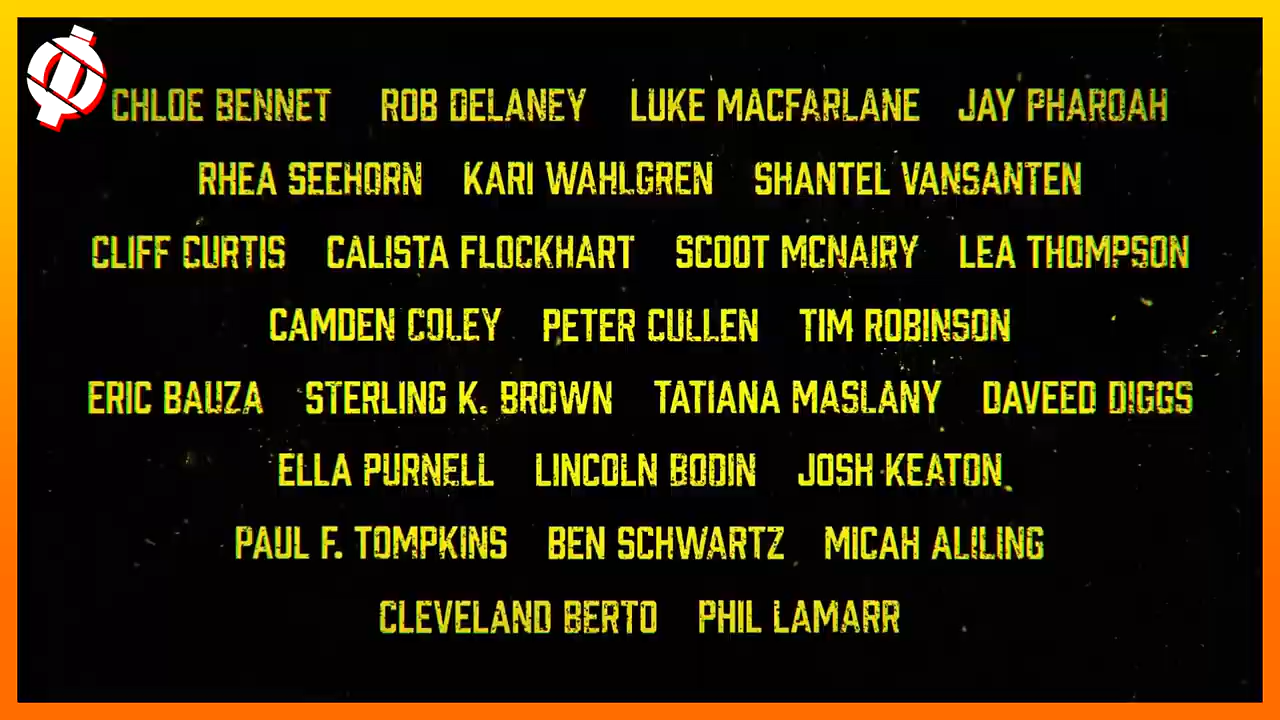 CHLOE BENNET ROB DELANEY LUKE MACFARLANE JAY PHAROAH
RHEA SEEHORN KARI WAHLGREN SHANTEL VANSANTEN
CLIFF CURTIS CALISTA FLOCKHART SCOOT MCNAIRY LEA THOMPSON
CAMDEN COLEY PETER CULLEN TIM ROBINSON
ERIC BAUZA STERLING K. BROWN TATIANA MASLANY DAVEED DIGGS
ELLA PURNELL LINCOLN BODIN JOSH KEATON
PAUL F. TOMPKINS BEN SCHWARTZ MICAH ALILING
CLEVELAND BERTO PHIL LAMARR